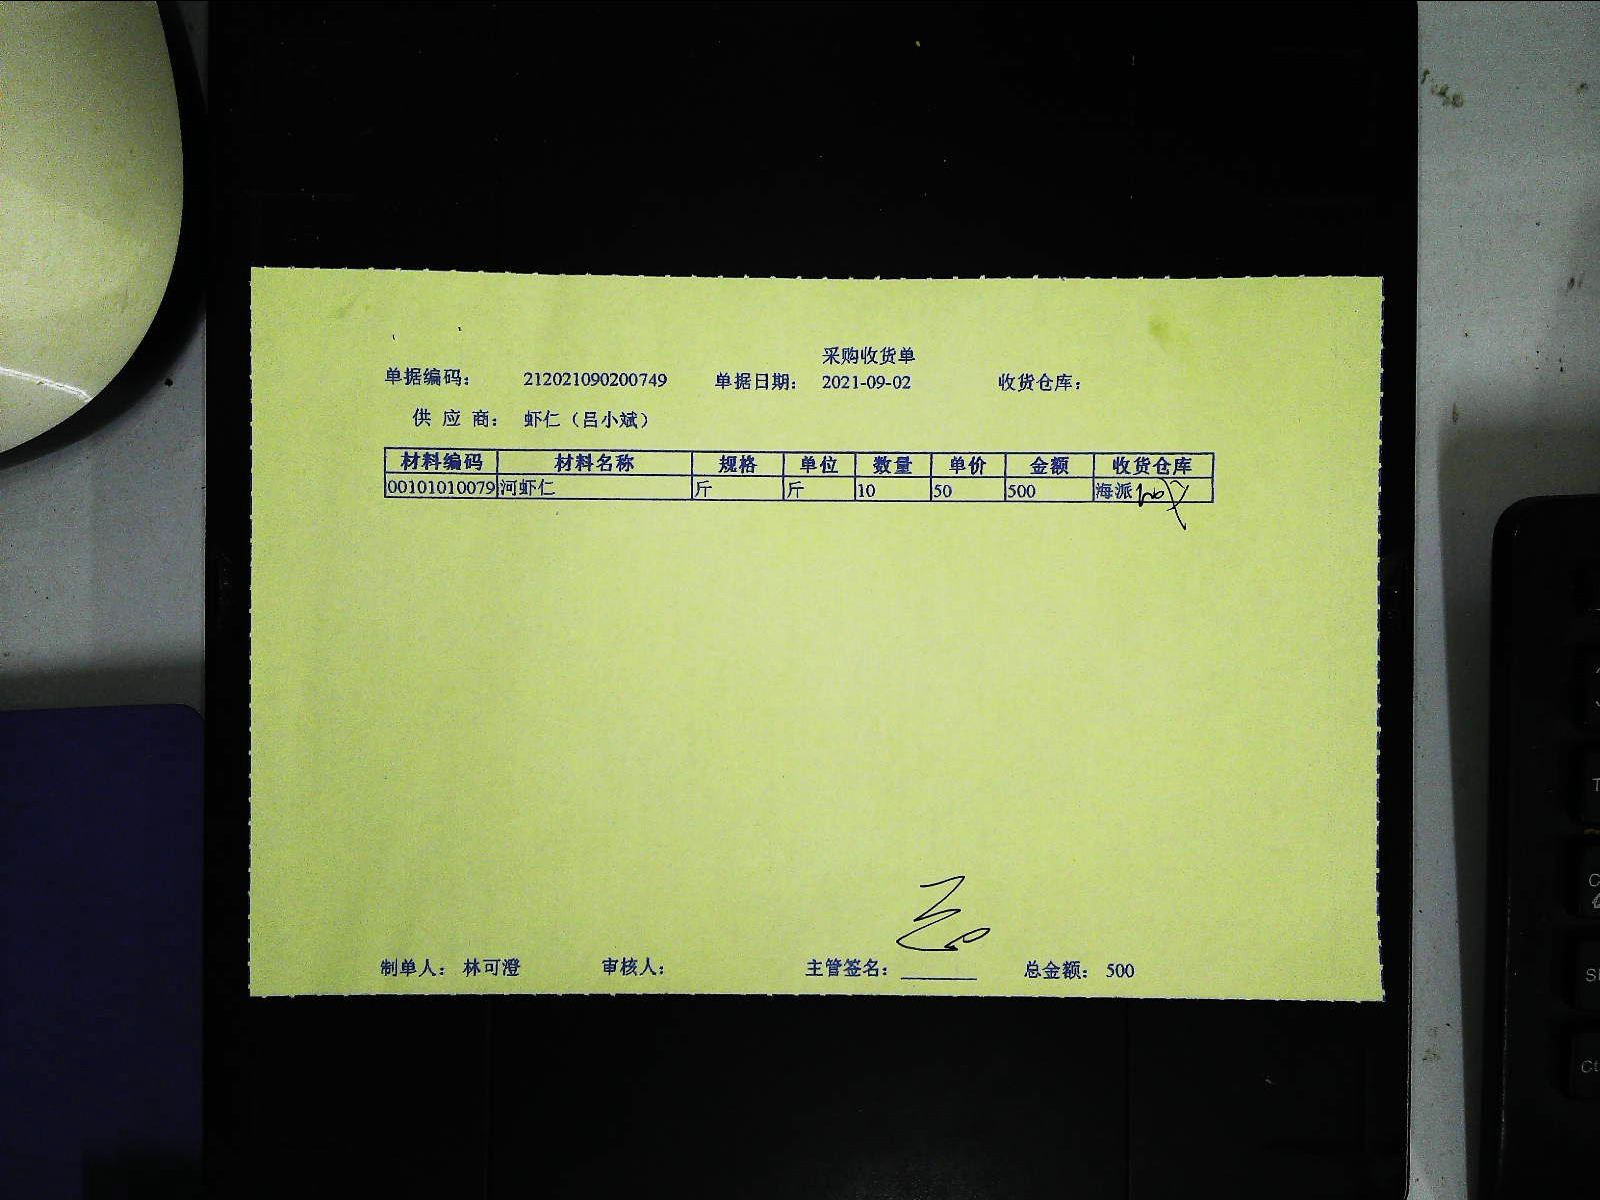 采购收货单
单据编码： 212021090200749 单据日期： 2021-09-02 收货仓库：
供 应 商： 虾仁（吕小斌）
材料编码 材料名称 规格 单位 数量 单价 金额 收货仓库
00101010079 河虾仁 斤 斤 10 50 500 海派
制单人： 林可澄 审核人： 主管签名： 总金额： 500